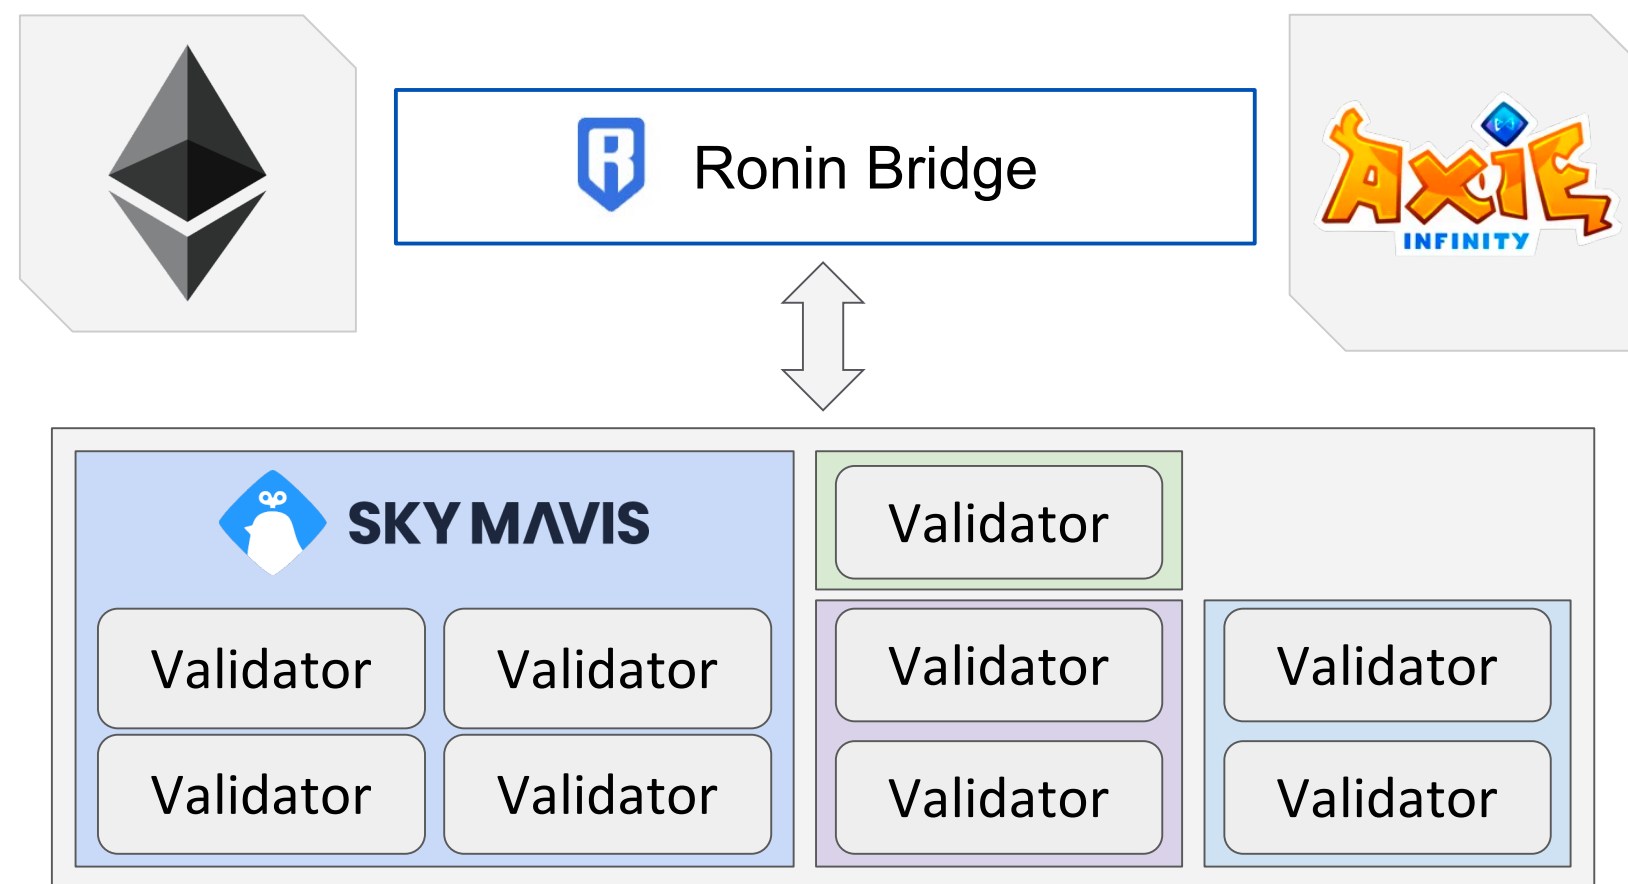 Ronin Bridge
AXIE
INFINITY
SKY MAVIS
Validator
Validator
Validator
Validator
Validator
Validator
Validator
Validator
Validator